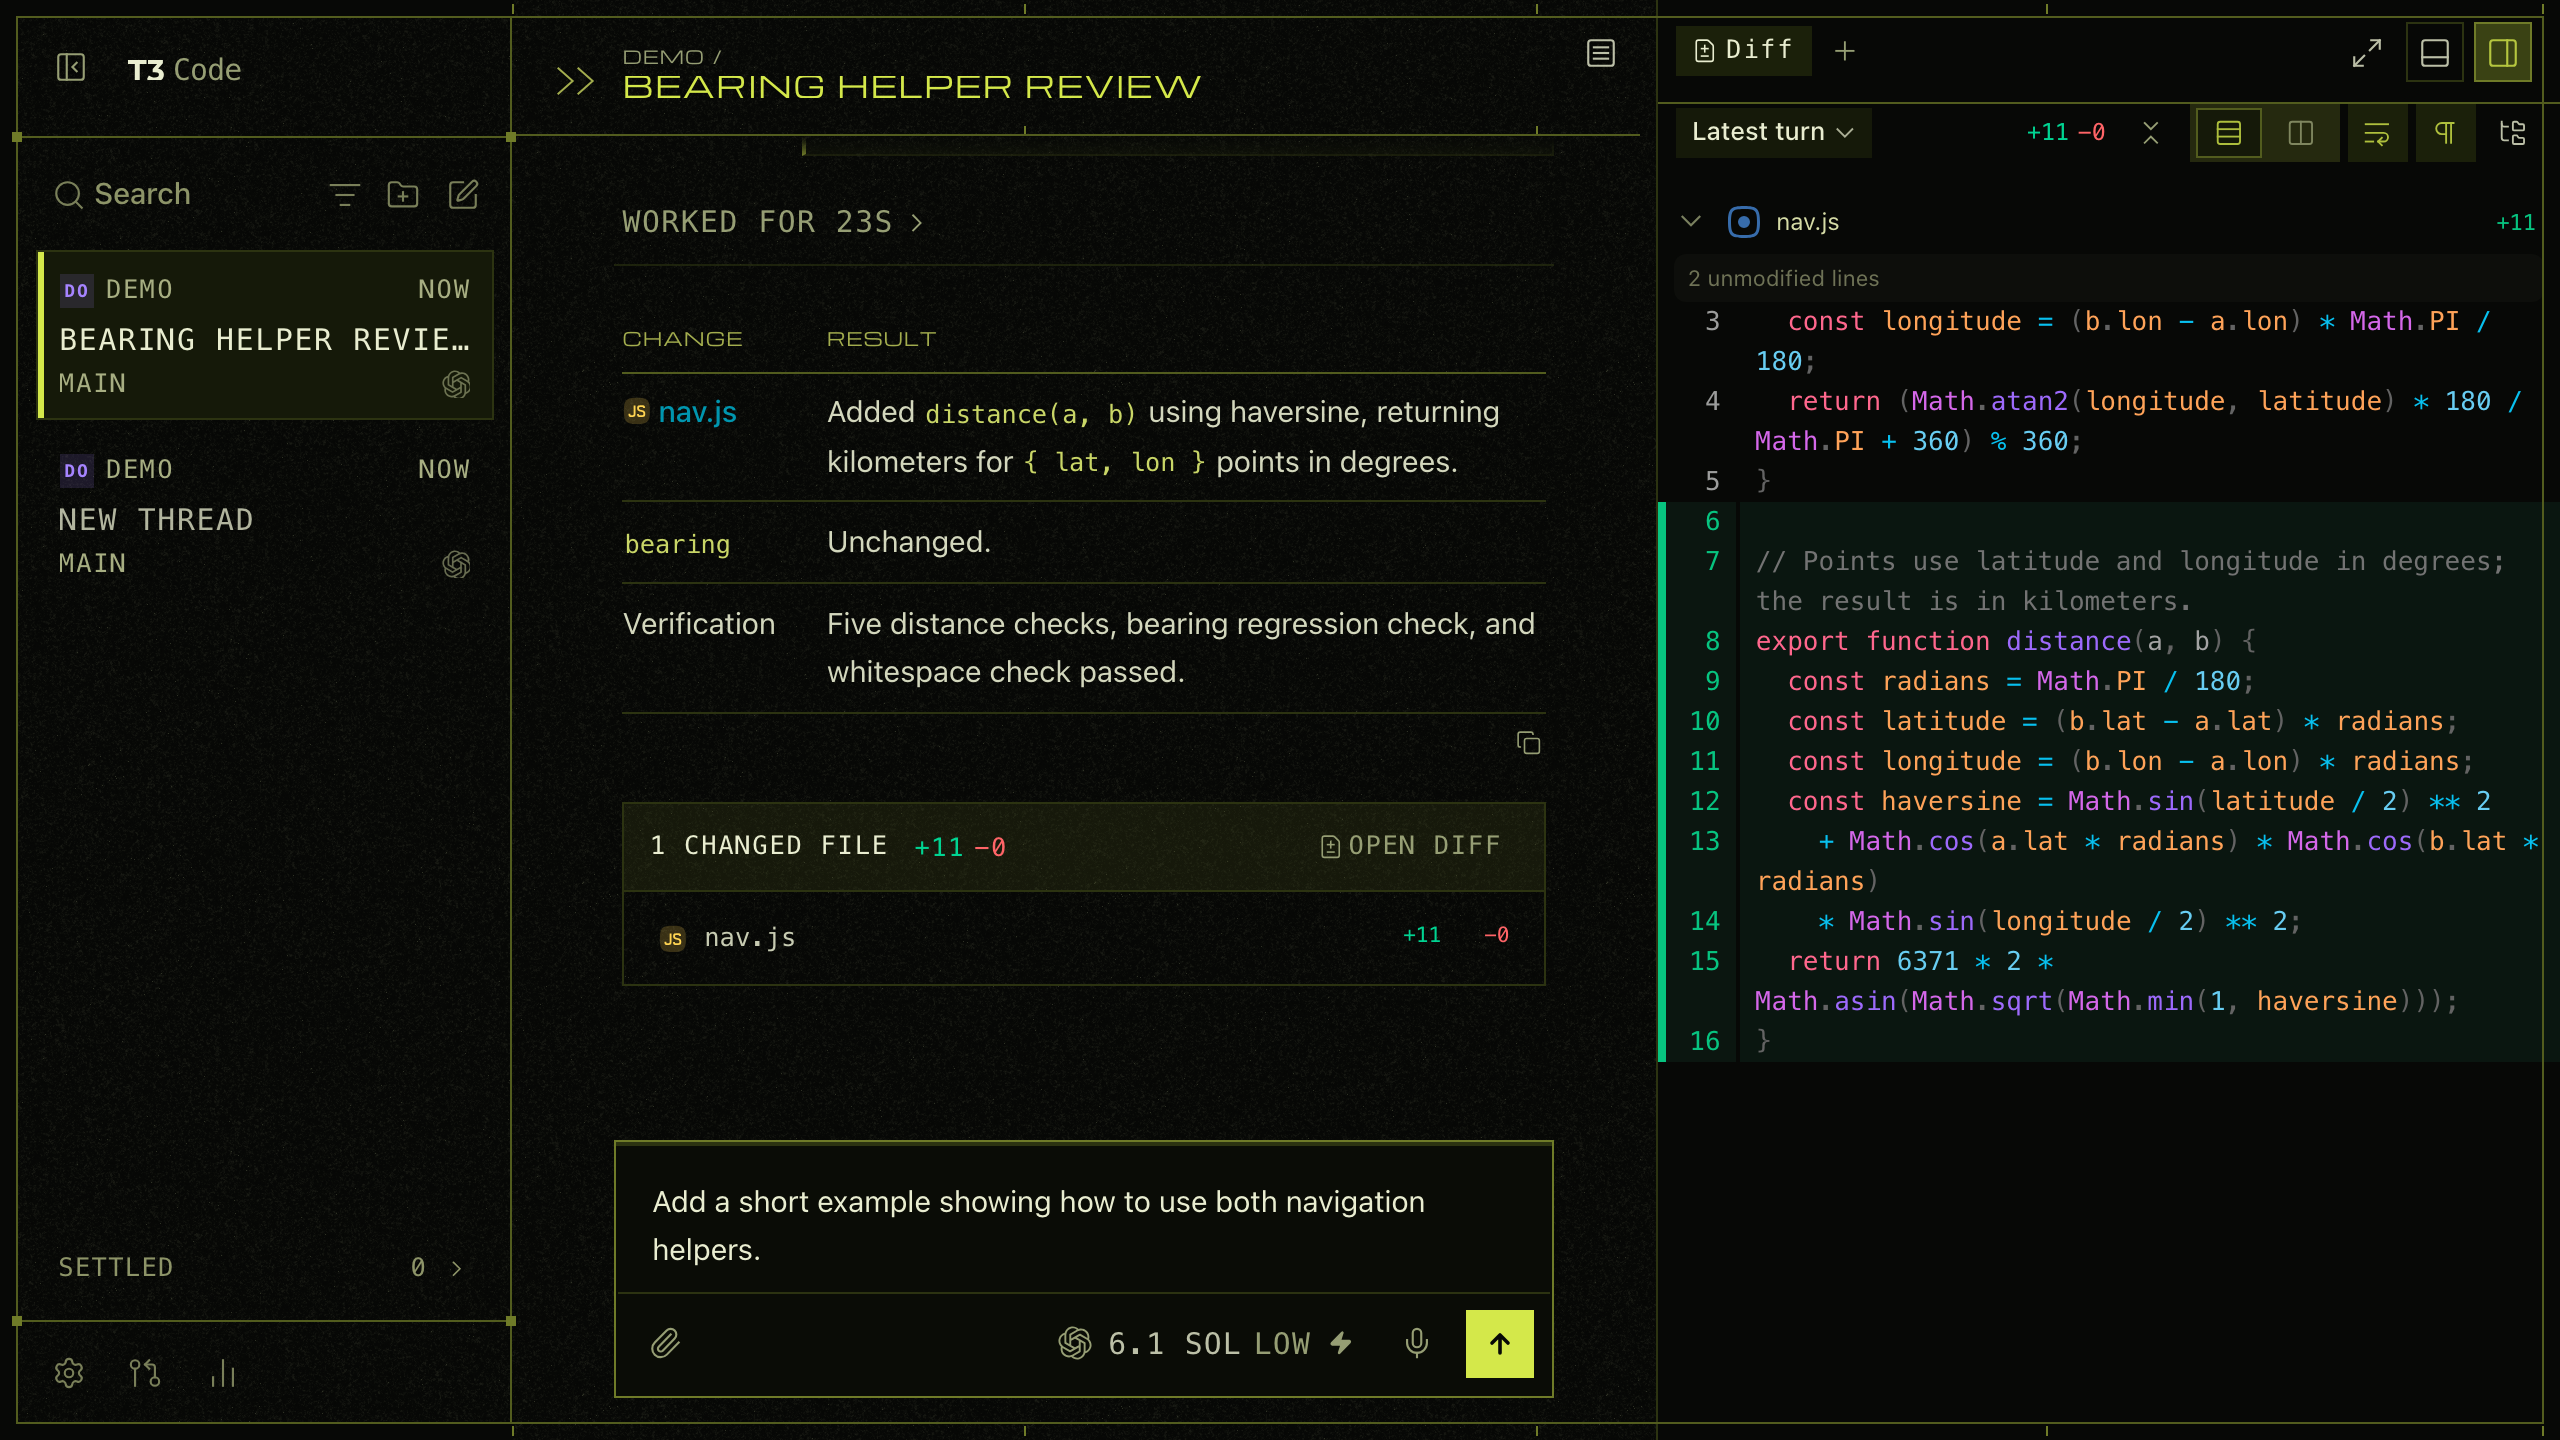 T3 Code
Search
DO DEMO NOW
BEARING HELPER REVIE…
MAIN
DO DEMO NOW
NEW THREAD
MAIN
SETTLED 0
DEMO /
BEARING HELPER REVIEW
WORKED FOR 23S
CHANGE RESULT
JS nav.js Added distance(a, b) using haversine, returning
kilometers for { lat, lon } points in degrees.
bearing Unchanged.
Verification Five distance checks, bearing regression check, and
whitespace check passed.
1 CHANGED FILE +11 −0 OPEN DIFF
JS nav.js +11 −0
Add a short example showing how to use both navigation
helpers.
6.1 SOL LOW
Diff
Latest turn +11 −0
nav.js +11
2 unmodified lines
3 const longitude = (b.lon - a.lon) * Math.PI /
180;
4 return (Math.atan2(longitude, latitude) * 180 /
Math.PI + 360) % 360;
5 }
6
7 // Points use latitude and longitude in degrees;
the result is in kilometers.
8 export function distance(a, b) {
9 const radians = Math.PI / 180;
10 const latitude = (b.lat - a.lat) * radians;
11 const longitude = (b.lon - a.lon) * radians;
12 const haversine = Math.sin(latitude / 2) ** 2
13 + Math.cos(a.lat * radians) * Math.cos(b.lat *
radians)
14 * Math.sin(longitude / 2) ** 2;
15 return 6371 * 2 *
Math.asin(Math.sqrt(Math.min(1, haversine)));
16 }